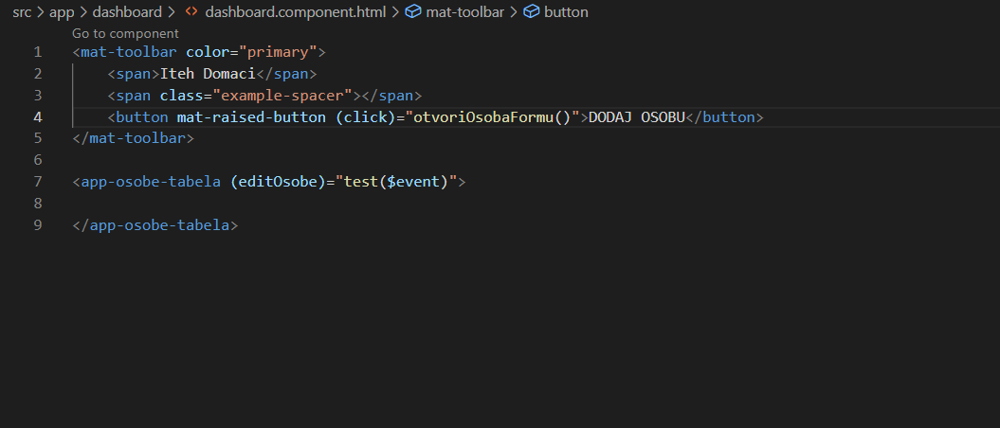 src > app > dashboard > <> dashboard.component.html > mat-toolbar > button
Go to component
1 <mat-toolbar color="primary">
2 <span>Iteh Domaci</span>
3 <span class="example-spacer"></span>
4 <button mat-raised-button (click)="otvoriOsobaFormu()">DODAJ OSOBU</button>
5 </mat-toolbar>
6
7 <app-osobe-tabela (editOsobe)="test($event)">
8
9 </app-osobe-tabela>